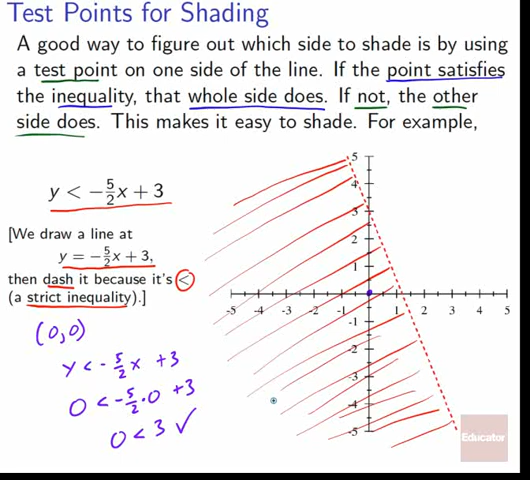 Test Points for Shading
A good way to figure out which side to shade is by using
a test point on one side of the line. If the point satisfies
the inequality, that whole side does. If not, the other
side does. This makes it easy to shade. For example,
y < −5/2x + 3
[We draw a line at
y = −5/2x + 3,
then dash it because it's <
(a strict inequality).]
(0,0)
y < -5/2 x + 3
0 < -5/2 · 0 + 3
0 < 3 ✓
5
4
3
2
1
-5 -4 -3 -2 -1 1 2 3 4 5
-1
-2
-3
-4
-5
Educator